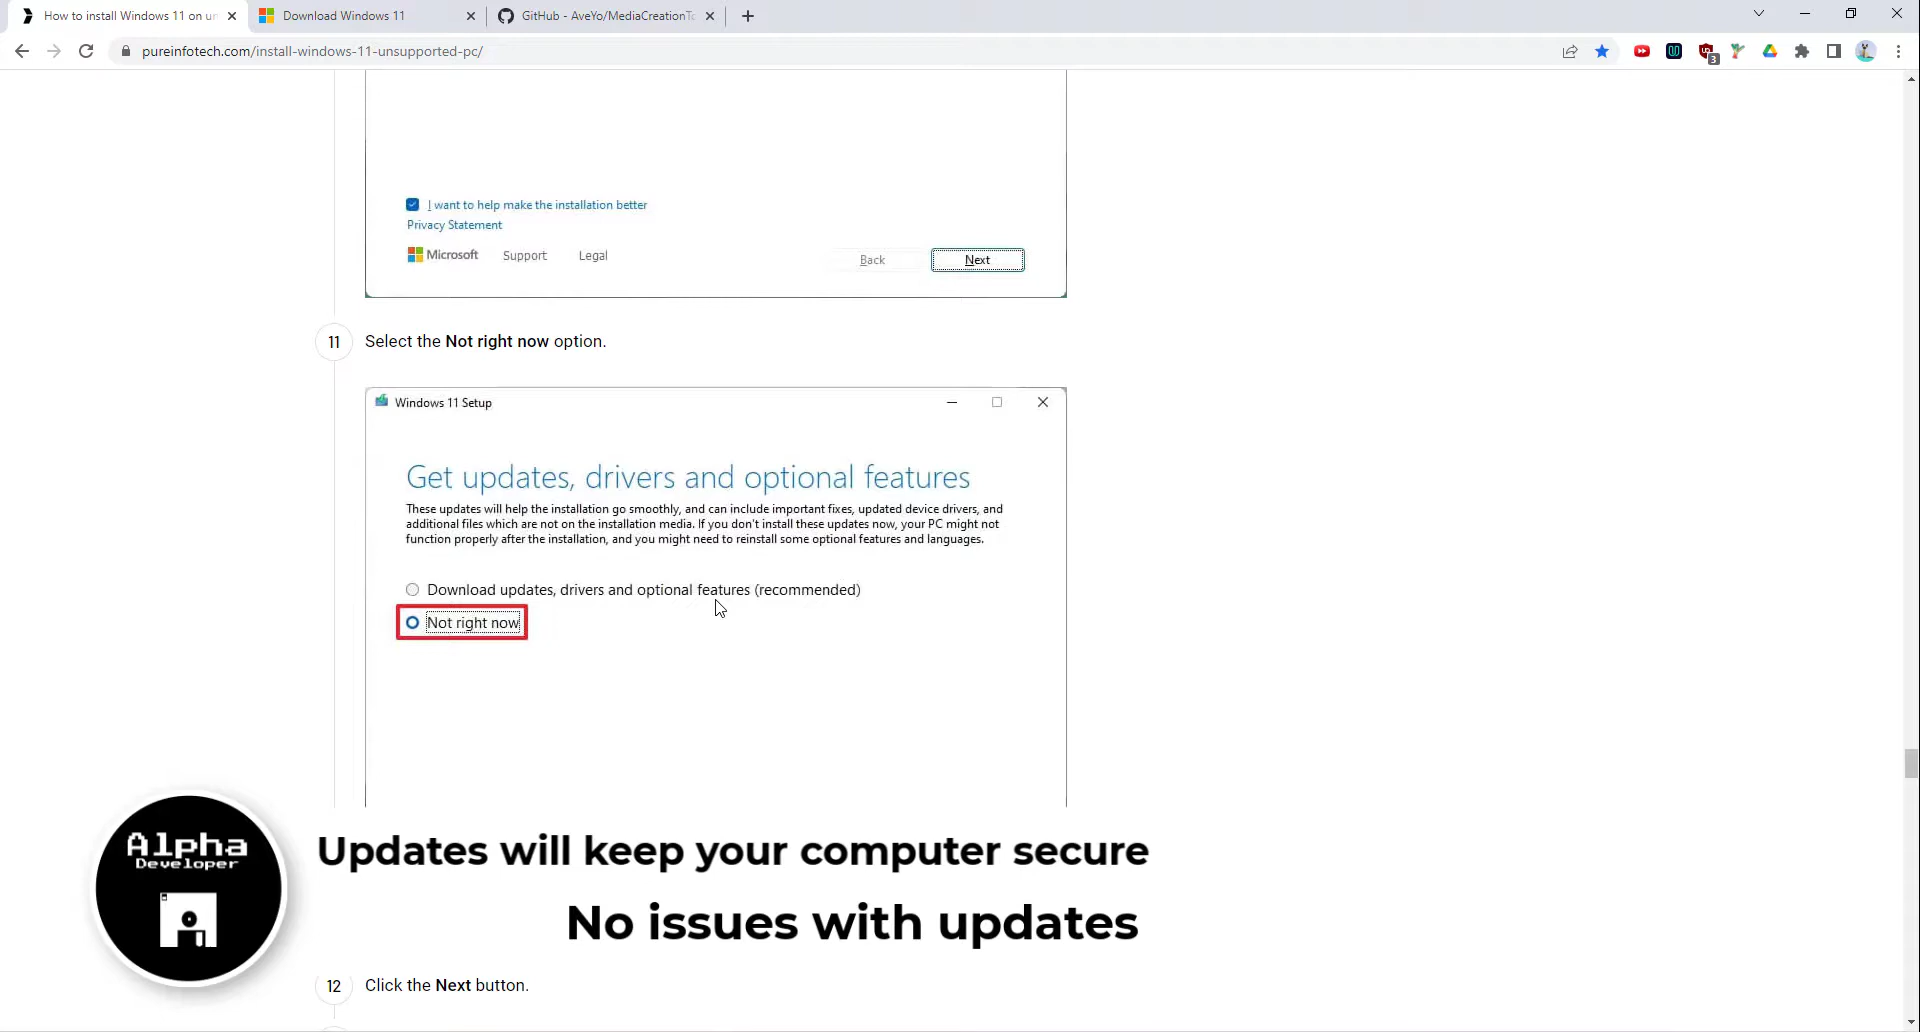 How to install Windows 11 on un
Download Windows 11
GitHub - AveYo/MediaCreationTo
pureinfotech.com/install-windows-11-unsupported-pc/
3
I want to help make the installation better
Privacy Statement
Microsoft Support Legal
Back Next
11 Select the Not right now option.
Windows 11 Setup
Get updates, drivers and optional features
These updates will help the installation go smoothly, and can include important fixes, updated device drivers, and
additional files which are not on the installation media. If you don't install these updates now, your PC might not
function properly after the installation, and you might need to reinstall some optional features and languages.
Download updates, drivers and optional features (recommended)
Not right now
Alpha
Developer
Updates will keep your computer secure
No issues with updates
12 Click the Next button.